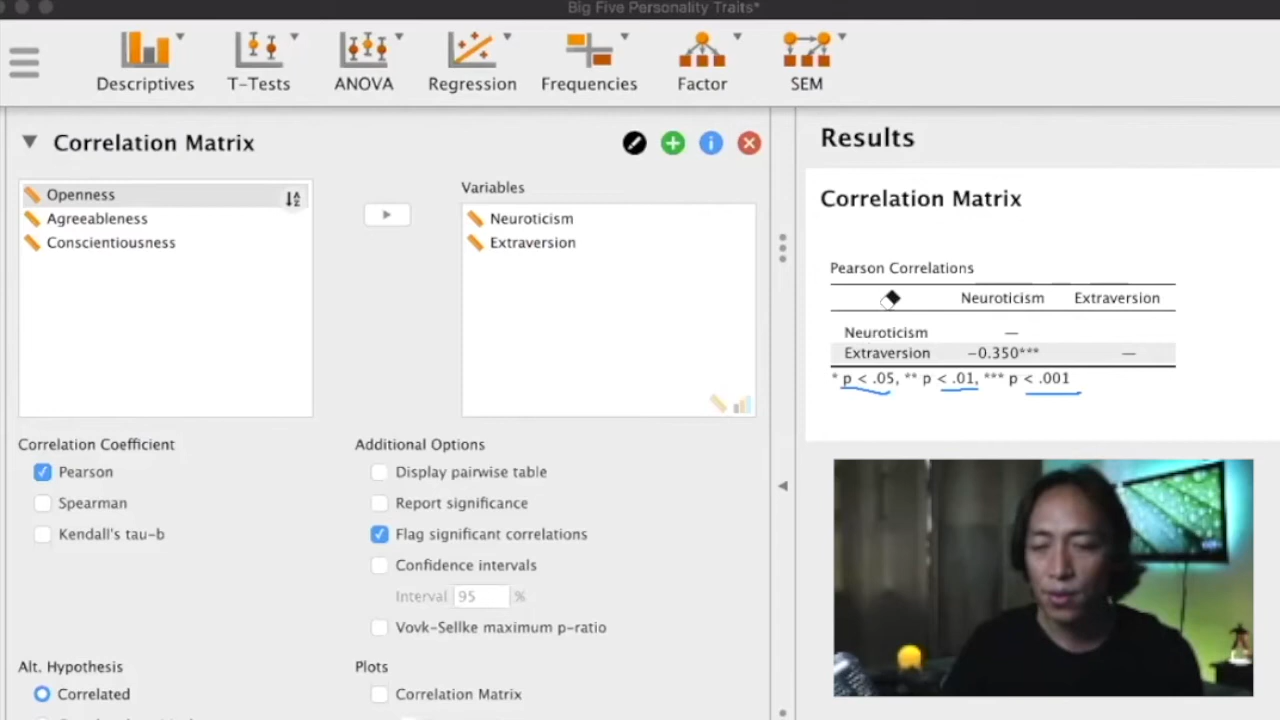 Big Five Personality Traits*
Descriptives T-Tests ANOVA Regression Frequencies Factor SEM
Correlation Matrix
Openness
Agreeableness
Conscientiousness
Variables
Neuroticism
Extraversion
Correlation Coefficient
Pearson
Spearman
Kendall's tau-b
Additional Options
Display pairwise table
Report significance
Flag significant correlations
Confidence intervals
Interval 95 %
Vovk-Sellke maximum p-ratio
Alt. Hypothesis
Correlated
Plots
Correlation Matrix
Results
Correlation Matrix
Pearson Correlations
Neuroticism Extraversion
Neuroticism —
Extraversion −0.350*** —
* p < .05, ** p < .01, *** p < .001